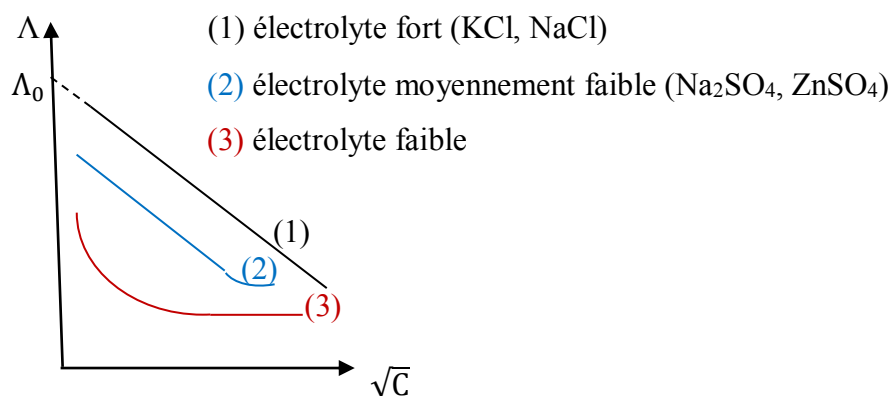 Λ (1) électrolyte fort (KCl, NaCl)
Λ₀ (2) électrolyte moyennement faible (Na₂SO₄, ZnSO₄)
(3) électrolyte faible
(1)
(2)
(3)
√C